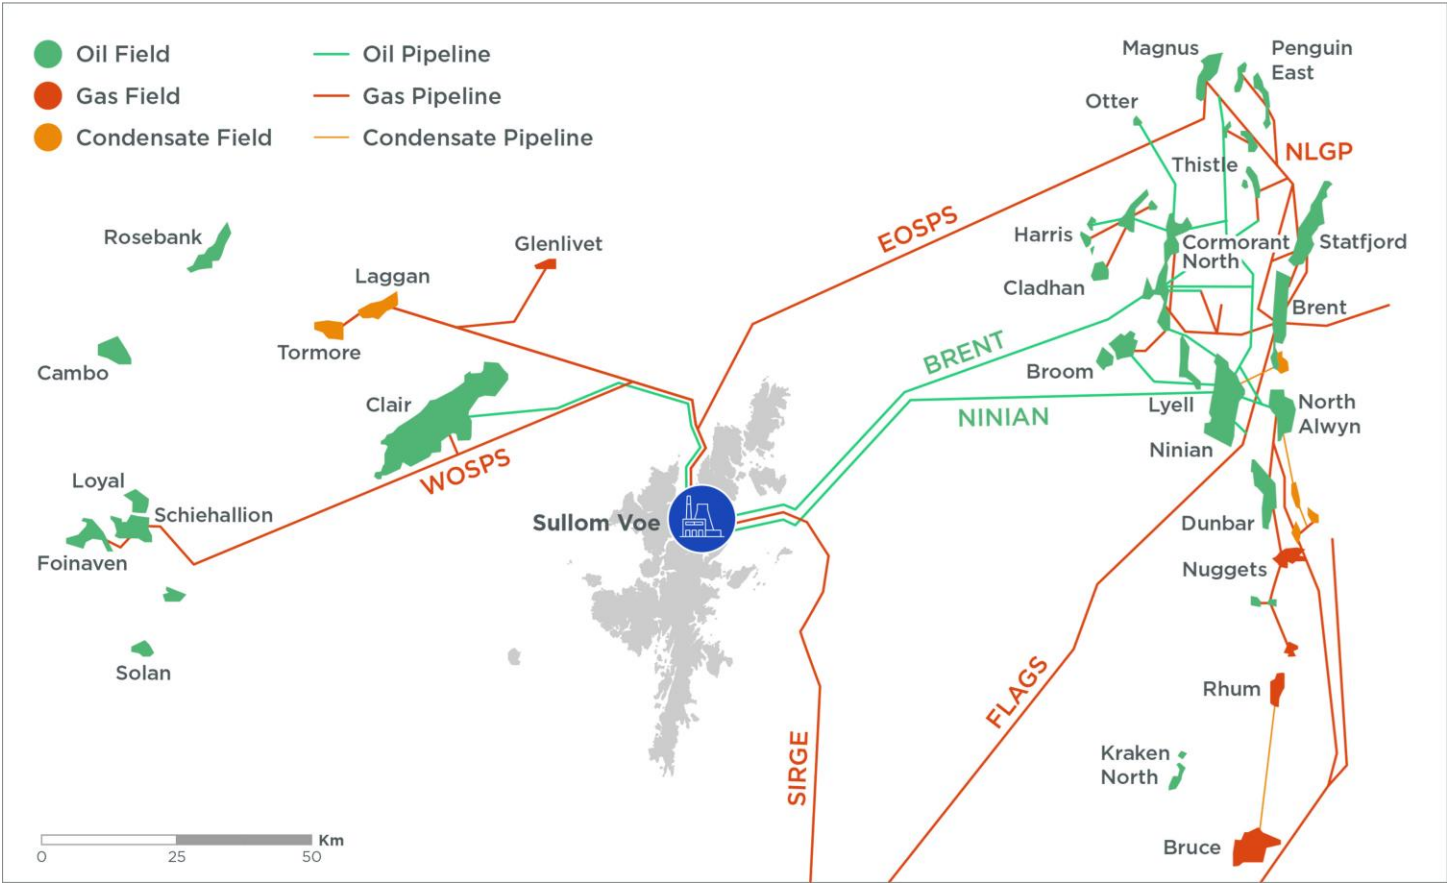 Oil Field
Gas Field
Condensate Field
Oil Pipeline
Gas Pipeline
Condensate Pipeline
Magnus
Penguin
East
Otter
NLGP
Thistle
EOSPS
Rosebank
Glenlivet
Harris
Cormorant
North
Statfjord
Laggan
Cladhan
Brent
Tormore
BRENT
Cambo
Broom
Clair
NINIAN
Lyell
North
Alwyn
Ninian
WOSPS
Loyal
Schiehallion
Sullom Voe
Dunbar
Foinaven
Nuggets
Solan
FLAGS
Rhum
SIRGE
Kraken
North
Bruce
Km
0
25
50